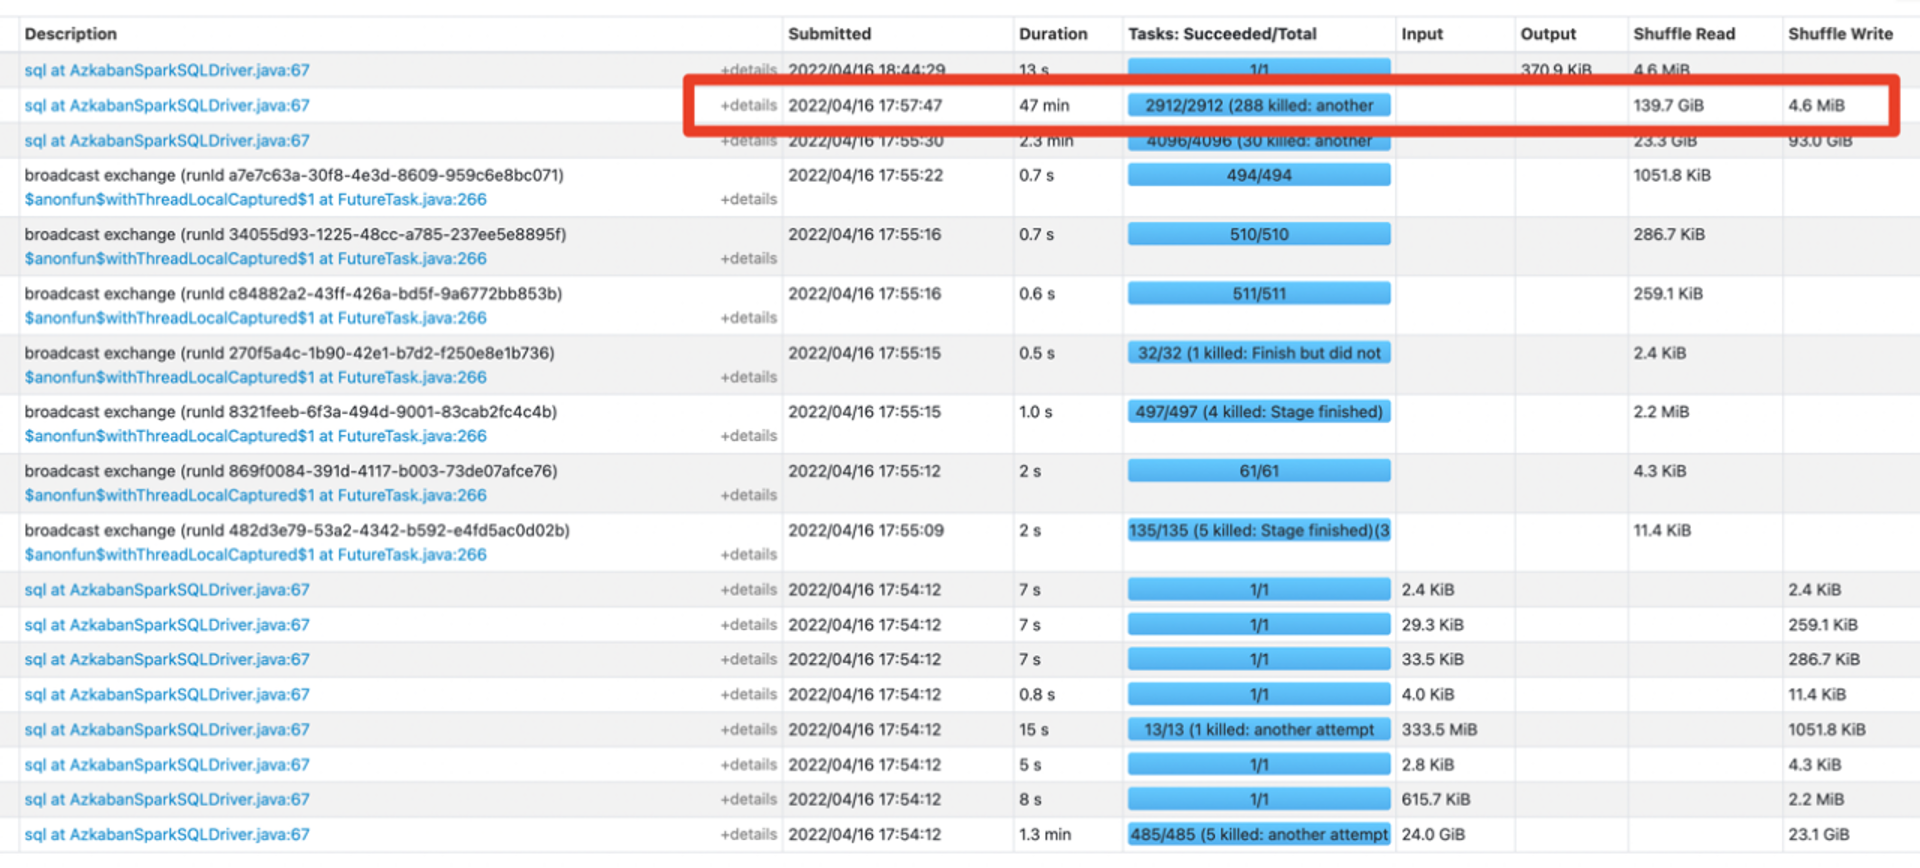 Description Submitted Duration Tasks: Succeeded/Total Input Output Shuffle Read Shuffle Write
sql at AzkabanSparkSQLDriver.java:67 +details 2022/04/16 18:44:29 13 s 1/1 370.9 KiB 4.6 MiB
sql at AzkabanSparkSQLDriver.java:67 +details 2022/04/16 17:57:47 47 min 2912/2912 (288 killed: another 139.7 GiB 4.6 MiB
sql at AzkabanSparkSQLDriver.java:67 +details 2022/04/16 17:55:30 2.3 min 4096/4096 (30 killed: another 23.3 GiB 93.0 GiB
broadcast exchange (runId a7e7c63a-30f8-4e3d-8609-959c6e8bc071) 2022/04/16 17:55:22 0.7 s 494/494 1051.8 KiB
$anonfun$withThreadLocalCaptured$1 at FutureTask.java:266 +details
broadcast exchange (runId 34055d93-1225-48cc-a785-237ee5e8895f) 2022/04/16 17:55:16 0.7 s 510/510 286.7 KiB
$anonfun$withThreadLocalCaptured$1 at FutureTask.java:266 +details
broadcast exchange (runId c84882a2-43ff-426a-bd5f-9a6772bb853b) 2022/04/16 17:55:16 0.6 s 511/511 259.1 KiB
$anonfun$withThreadLocalCaptured$1 at FutureTask.java:266 +details
broadcast exchange (runId 270f5a4c-1b90-42e1-b7d2-f250e8e1b736) 2022/04/16 17:55:15 0.5 s 32/32 (1 killed: Finish but did not 2.4 KiB
$anonfun$withThreadLocalCaptured$1 at FutureTask.java:266 +details
broadcast exchange (runId 8321feeb-6f3a-494d-9001-83cab2fc4c4b) 2022/04/16 17:55:15 1.0 s 497/497 (4 killed: Stage finished) 2.2 MiB
$anonfun$withThreadLocalCaptured$1 at FutureTask.java:266 +details
broadcast exchange (runId 869f0084-391d-4117-b003-73de07afce76) 2022/04/16 17:55:12 2 s 61/61 4.3 KiB
$anonfun$withThreadLocalCaptured$1 at FutureTask.java:266 +details
broadcast exchange (runId 482d3e79-53a2-4342-b592-e4fd5ac0d02b) 2022/04/16 17:55:09 2 s 135/135 (5 killed: Stage finished)(3 11.4 KiB
$anonfun$withThreadLocalCaptured$1 at FutureTask.java:266 +details
sql at AzkabanSparkSQLDriver.java:67 +details 2022/04/16 17:54:12 7 s 1/1 2.4 KiB 2.4 KiB
sql at AzkabanSparkSQLDriver.java:67 +details 2022/04/16 17:54:12 7 s 1/1 29.3 KiB 259.1 KiB
sql at AzkabanSparkSQLDriver.java:67 +details 2022/04/16 17:54:12 7 s 1/1 33.5 KiB 286.7 KiB
sql at AzkabanSparkSQLDriver.java:67 +details 2022/04/16 17:54:12 0.8 s 1/1 4.0 KiB 11.4 KiB
sql at AzkabanSparkSQLDriver.java:67 +details 2022/04/16 17:54:12 15 s 13/13 (1 killed: another attempt 333.5 MiB 1051.8 KiB
sql at AzkabanSparkSQLDriver.java:67 +details 2022/04/16 17:54:12 5 s 1/1 2.8 KiB 4.3 KiB
sql at AzkabanSparkSQLDriver.java:67 +details 2022/04/16 17:54:12 8 s 1/1 615.7 KiB 2.2 MiB
sql at AzkabanSparkSQLDriver.java:67 +details 2022/04/16 17:54:12 1.3 min 485/485 (5 killed: another attempt 24.0 GiB 23.1 GiB